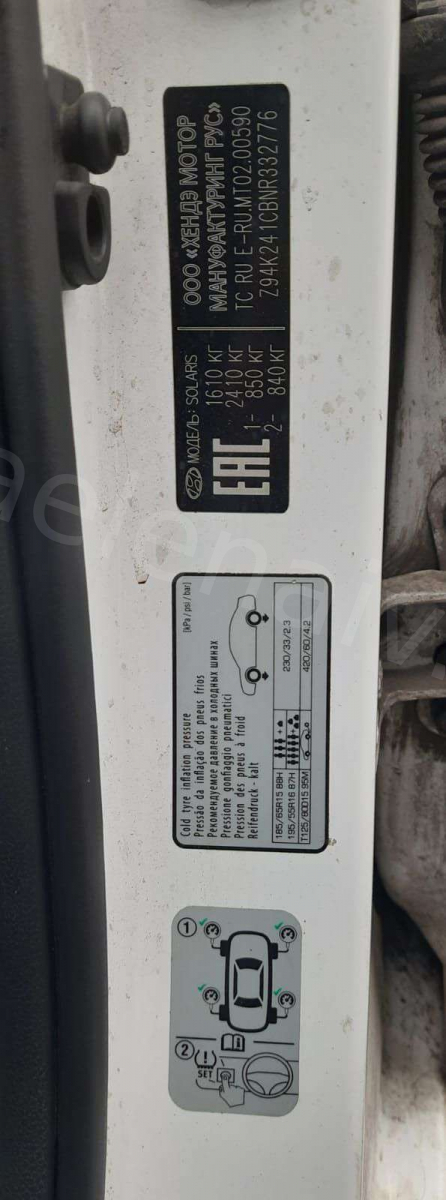 ООО «ХЕНДЭ МОТОР
МАНУФАКТУРИНГ РУС»
TC RU E-RU.MT02.00590
Z94K241CBNR332776
МОДЕЛЬ: SOLARIS
1610 КГ
2410 КГ
1- 850 КГ
2- 840 КГ
EAC
Cold tyre inflation pressure
[kPa / psi / bar]
Pressão da inflação dos pneus frios
Рекомендуемое давление в холодных шинах
Pressione gonfiaggio pneumatici
Pression des pneus à froid
Reifendruck - kalt
185/65R15 88H
195/55R16 87H
230/33/2.3
T125/80D15 95M
420/60/4.2
1
2
SET